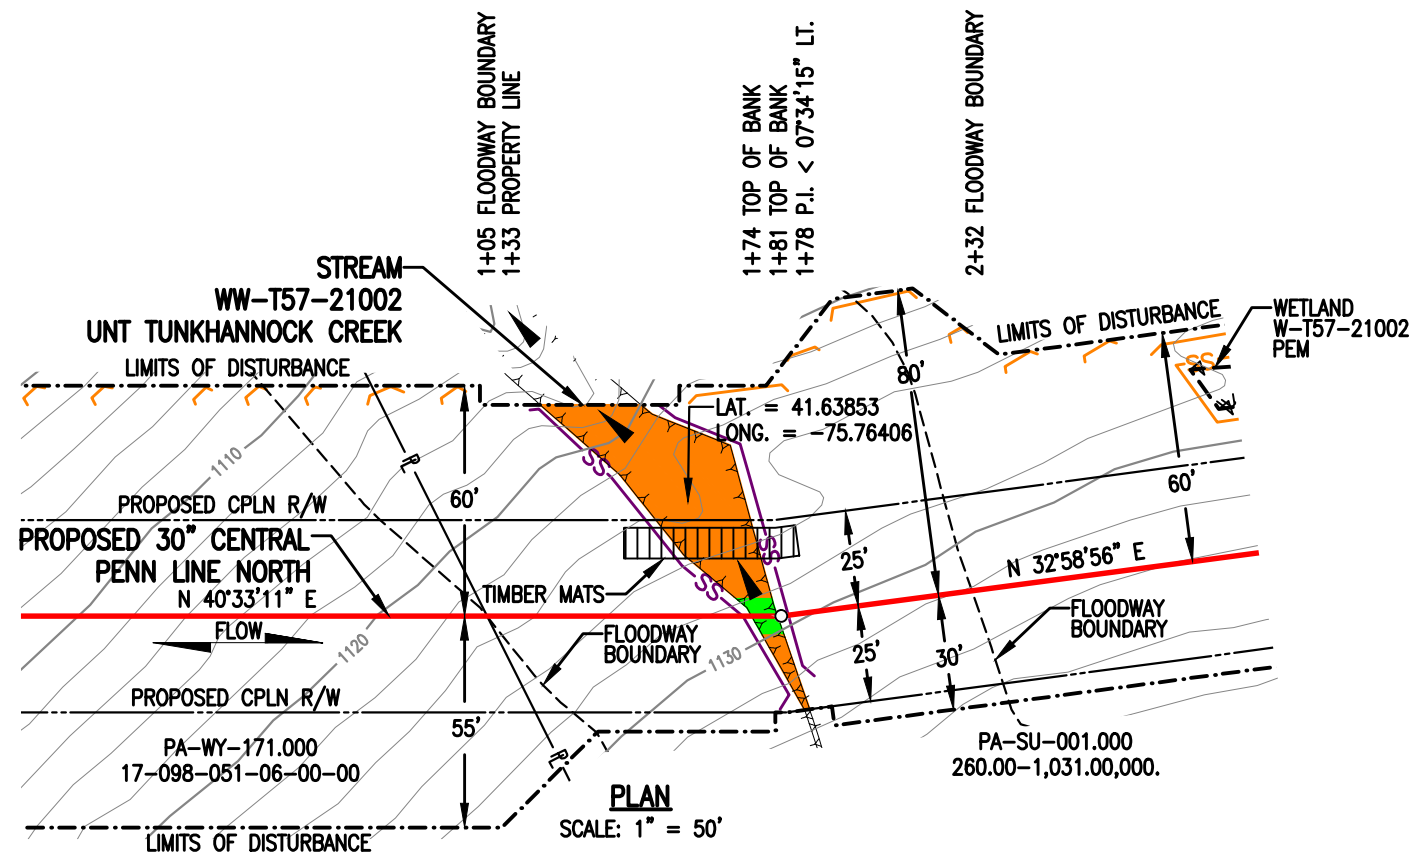 1+05 FLOODWAY BOUNDARY
1+33 PROPERTY LINE
1+74 TOP OF BANK
1+81 TOP OF BANK
1+78 P.I. < 07°34'15" LT.
2+32 FLOODWAY BOUNDARY
STREAM
WW-T57-21002
UNT TUNKHANNOCK CREEK
LIMITS OF DISTURBANCE
LIMITS OF DISTURBANCE
WETLAND
W-T57-21002
PEM
SS
80'
LAT. = 41.63853
LONG. = -75.76406
1110
PL
SS
60'
60'
PROPOSED CPLN R/W
PROPOSED 30" CENTRAL
PENN LINE NORTH
N 40°33'11" E
SS
25'
N 32°58'56" E
TIMBER MATS
SS
FLOW
1120
FLOODWAY
BOUNDARY
1130
25'
30'
FLOODWAY
BOUNDARY
PROPOSED CPLN R/W
55'
PA-WY-171.000
17-098-051-06-00-00
PL
PA-SU-001.000
260.00-1,031.00,000.
PLAN
SCALE: 1" = 50'
LIMITS OF DISTURBANCE